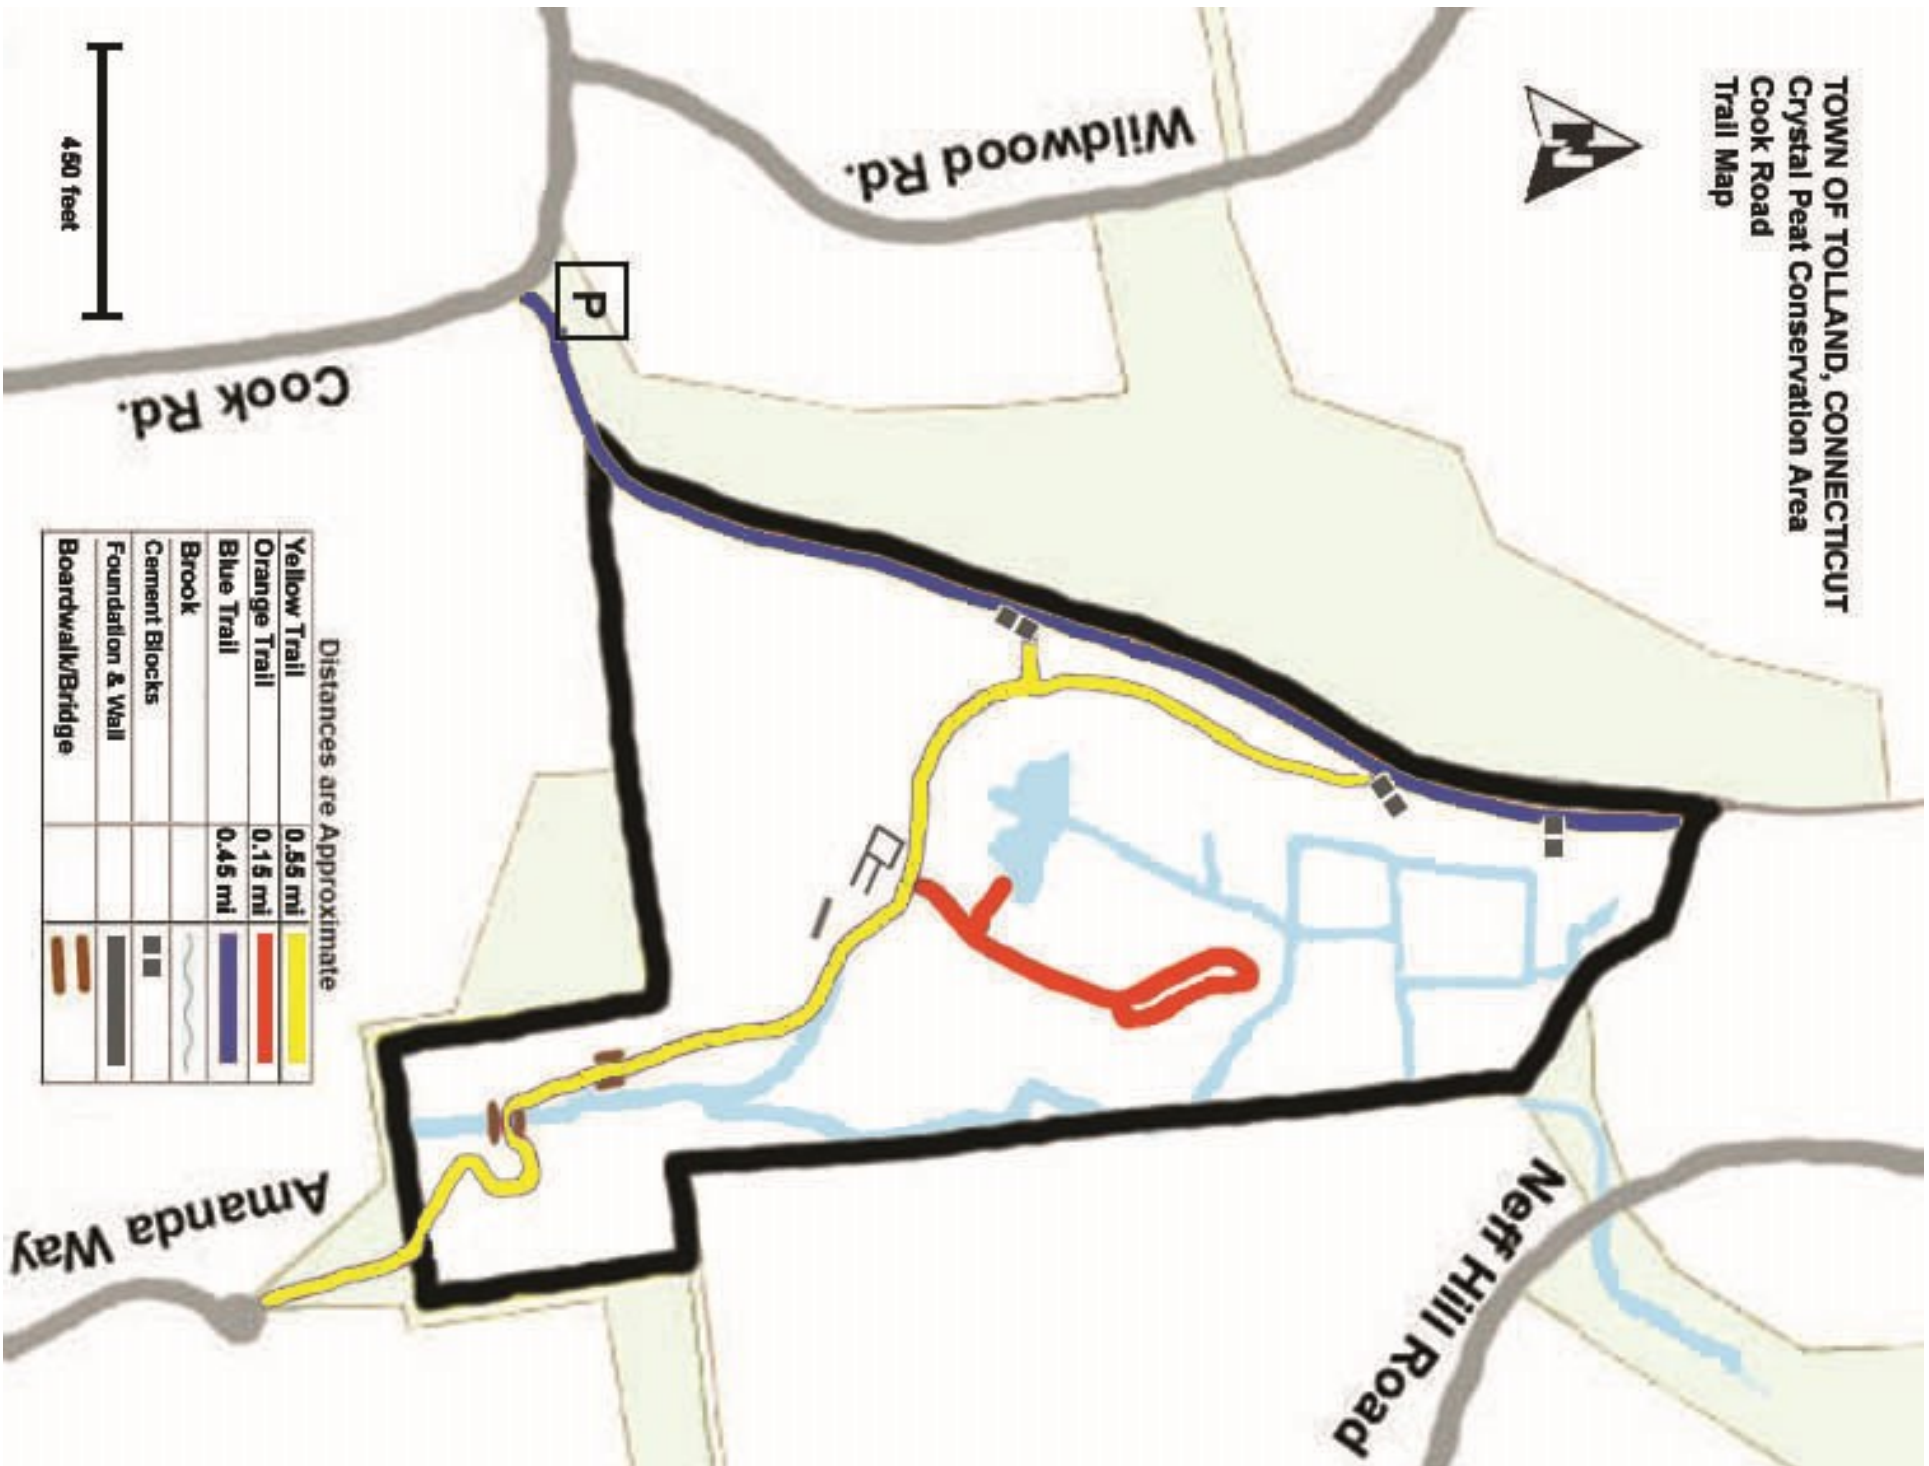 TOWN OF TOLLAND, CONNECTICUT
Crystal Peat Conservation Area
Cook Road
Trail Map
N
Wildwood Rd.
P
Cook Rd.
450 feet
Neff Hill Road
Amanda Way
Distances are Approximate
Yellow Trail 0.55 mi
Orange Trail 0.15 mi
Blue Trail 0.45 mi
Brook
Cement Blocks
Foundation & Wall
Boardwalk/Bridge